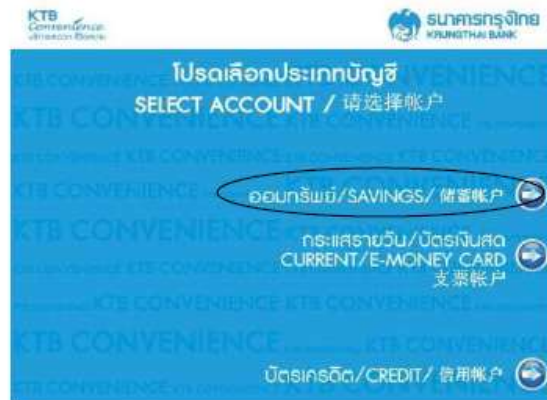 KTB
Convenience
ธนาคารกรุงไทย
KRUNGTHAI BANK
โปรดเลือกประเภทบัญชี
SELECT ACCOUNT / 请选择帐户
ออมทรัพย์/SAVINGS/ 储蓄帐户
กระแสรายวัน/บัตรเงินสด
CURRENT/E-MONEY CARD
支票帐户
บัตรเครดิต/CREDIT/ 信用帐户